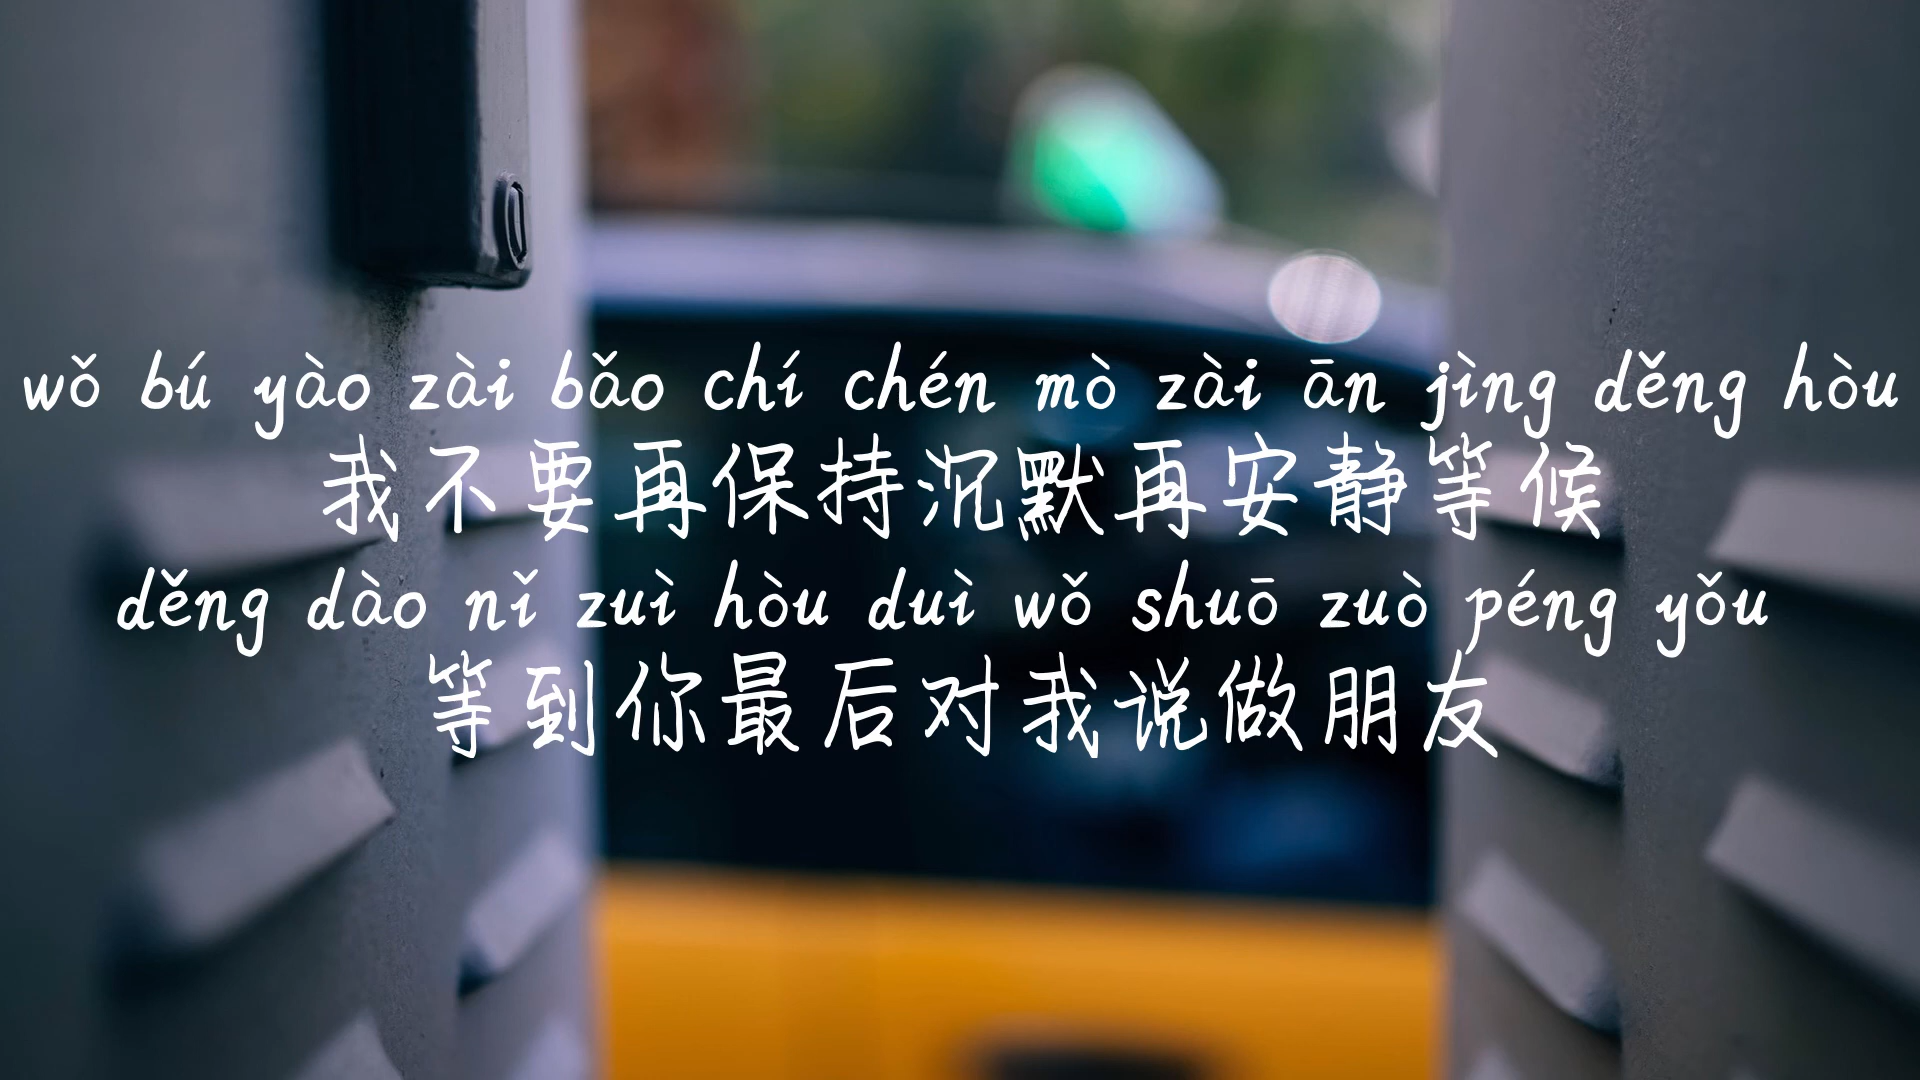 wǒ bú yào zài bǎo chí chén mò zài ān jìng děng hòu
我不要再保持沉默再安静等候
děng dào nǐ zuì hòu duì wǒ shuō zuò péng yǒu
等到你最后对我说做朋友